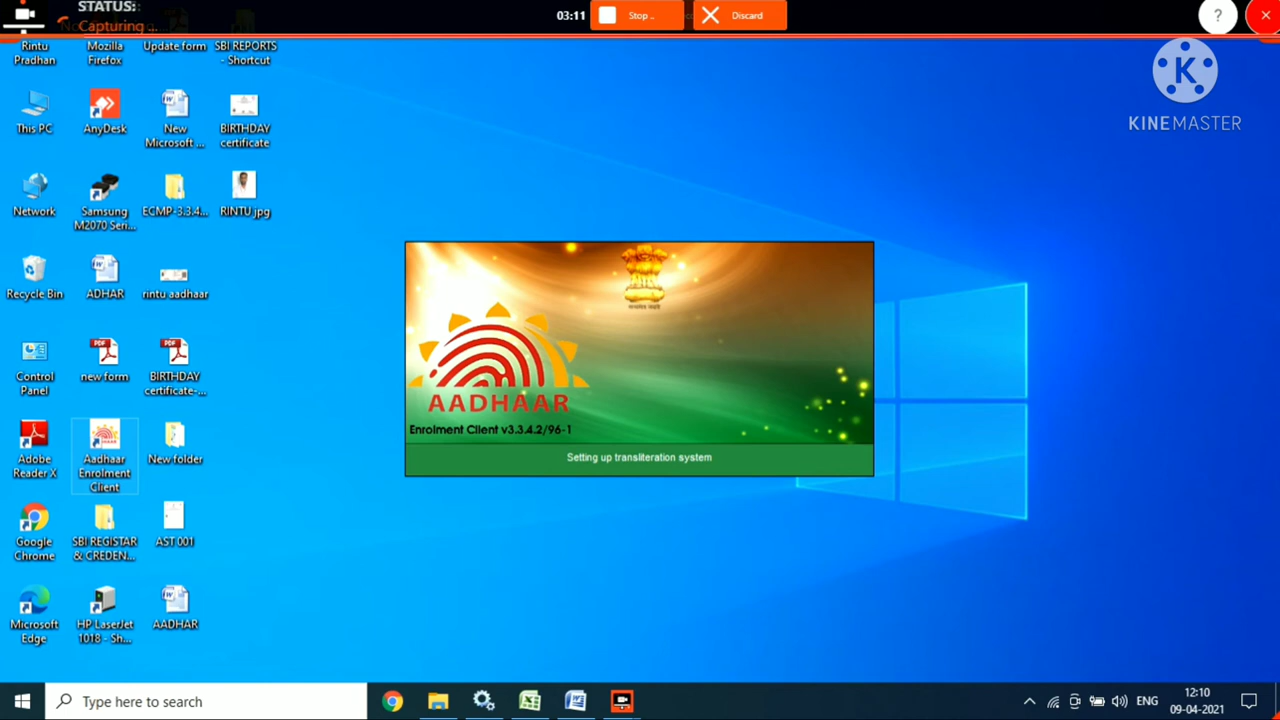 STATUS:
Capturing ...
03:11
Stop ..
Discard
?
KINEMASTER
Rintu
Pradhan
Mozilla
Firefox
Update form
SBI REPORTS
- Shortcut
This PC
AnyDesk
New
Microsoft ...
BIRTHDAY
certificate
Network
Samsung
M2070 Seri...
ECMP-3.3.4...
RINTU jpg
Recycle Bin
ADHAR
rintu aadhaar
Control
Panel
new form
BIRTHDAY
certificate-...
Adobe
Reader X
Aadhaar
Enrolment
Client
New folder
Google
Chrome
SBI REGISTAR
& CREDEN...
AST 001
Microsoft
Edge
HP LaserJet
1018 - Sh...
AADHAR
AADHAAR
Enrolment Client v3.3.4.2/96-1
Setting up transliteration system
Type here to search
ENG
12:10
09-04-2021